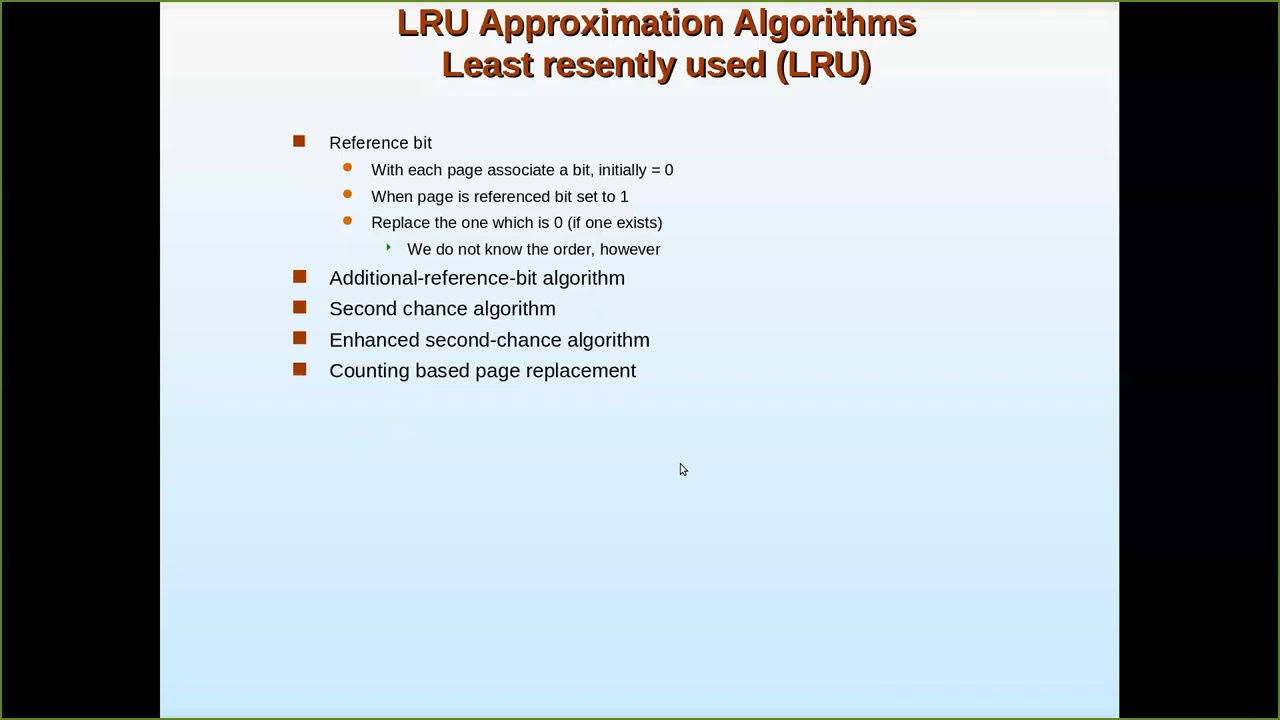 LRU Approximation Algorithms
Least resently used (LRU)
Reference bit
With each page associate a bit, initially = 0
When page is referenced bit set to 1
Replace the one which is 0 (if one exists)
We do not know the order, however
Additional-reference-bit algorithm
Second chance algorithm
Enhanced second-chance algorithm
Counting based page replacement